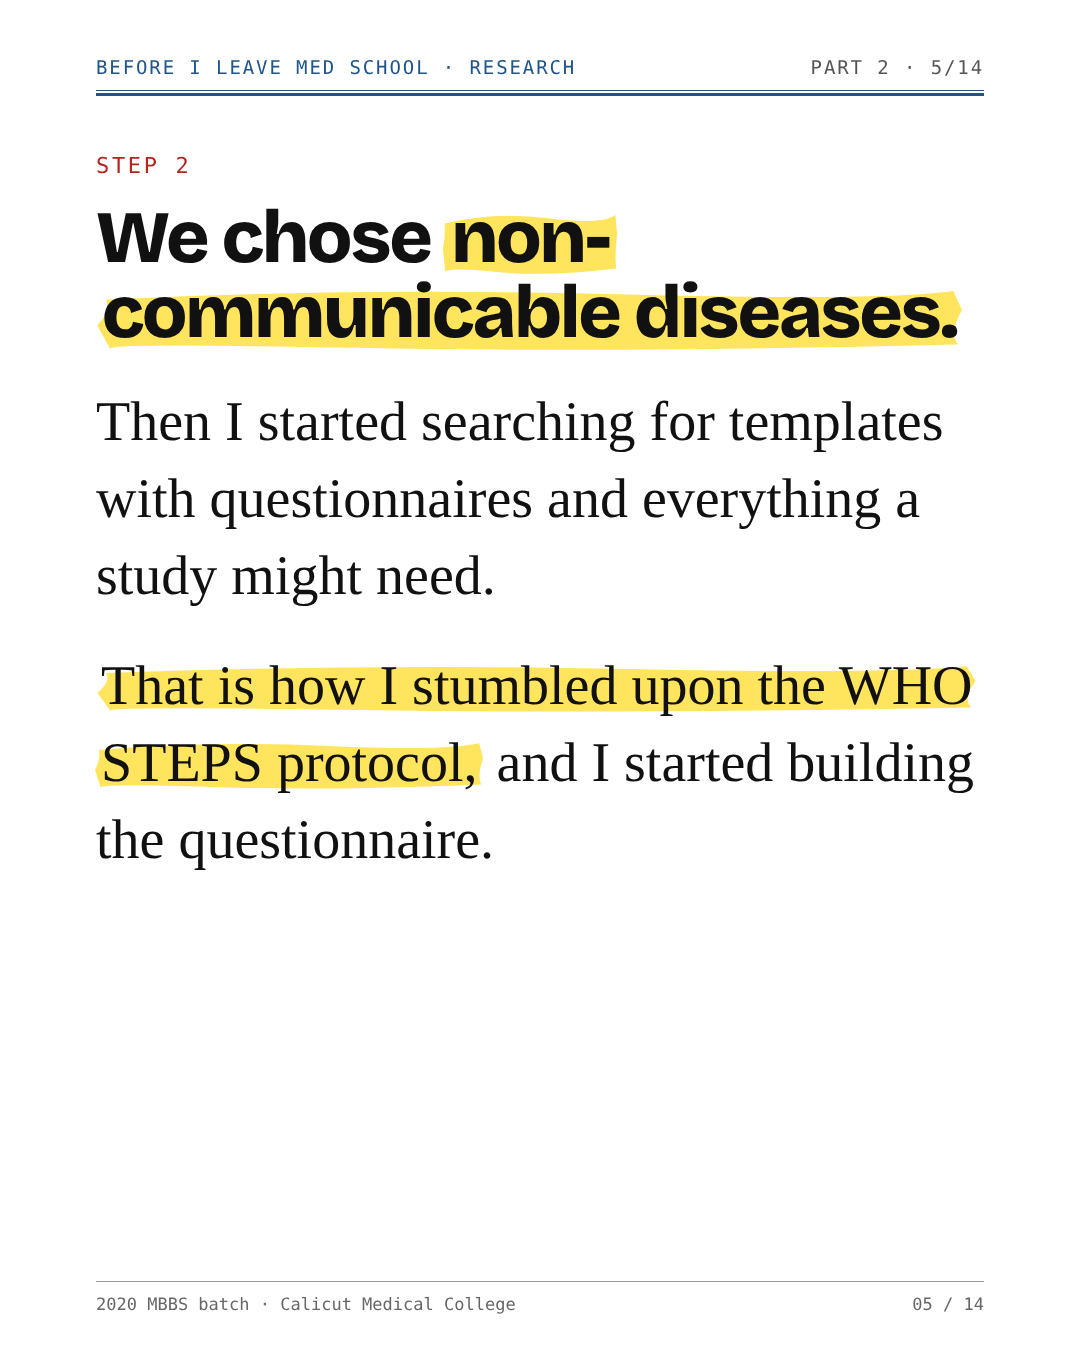 BEFORE I LEAVE MED SCHOOL · RESEARCH
PART 2 · 5/14
STEP 2
We chose non-
communicable diseases.
Then I started searching for templates
with questionnaires and everything a
study might need.
That is how I stumbled upon the WHO
STEPS protocol, and I started building
the questionnaire.
2020 MBBS batch · Calicut Medical College
05 / 14